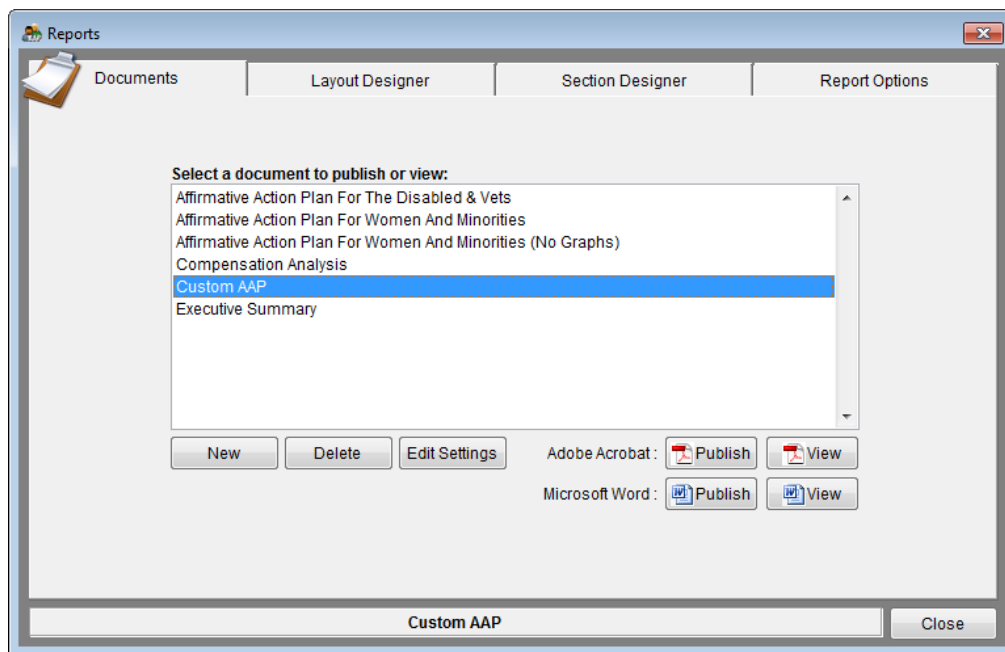 Reports
Documents Layout Designer Section Designer Report Options
Select a document to publish or view:
Affirmative Action Plan For The Disabled & Vets
Affirmative Action Plan For Women And Minorities
Affirmative Action Plan For Women And Minorities (No Graphs)
Compensation Analysis
Custom AAP
Executive Summary
New Delete Edit Settings Adobe Acrobat : Publish View
Microsoft Word : Publish View
Custom AAP Close